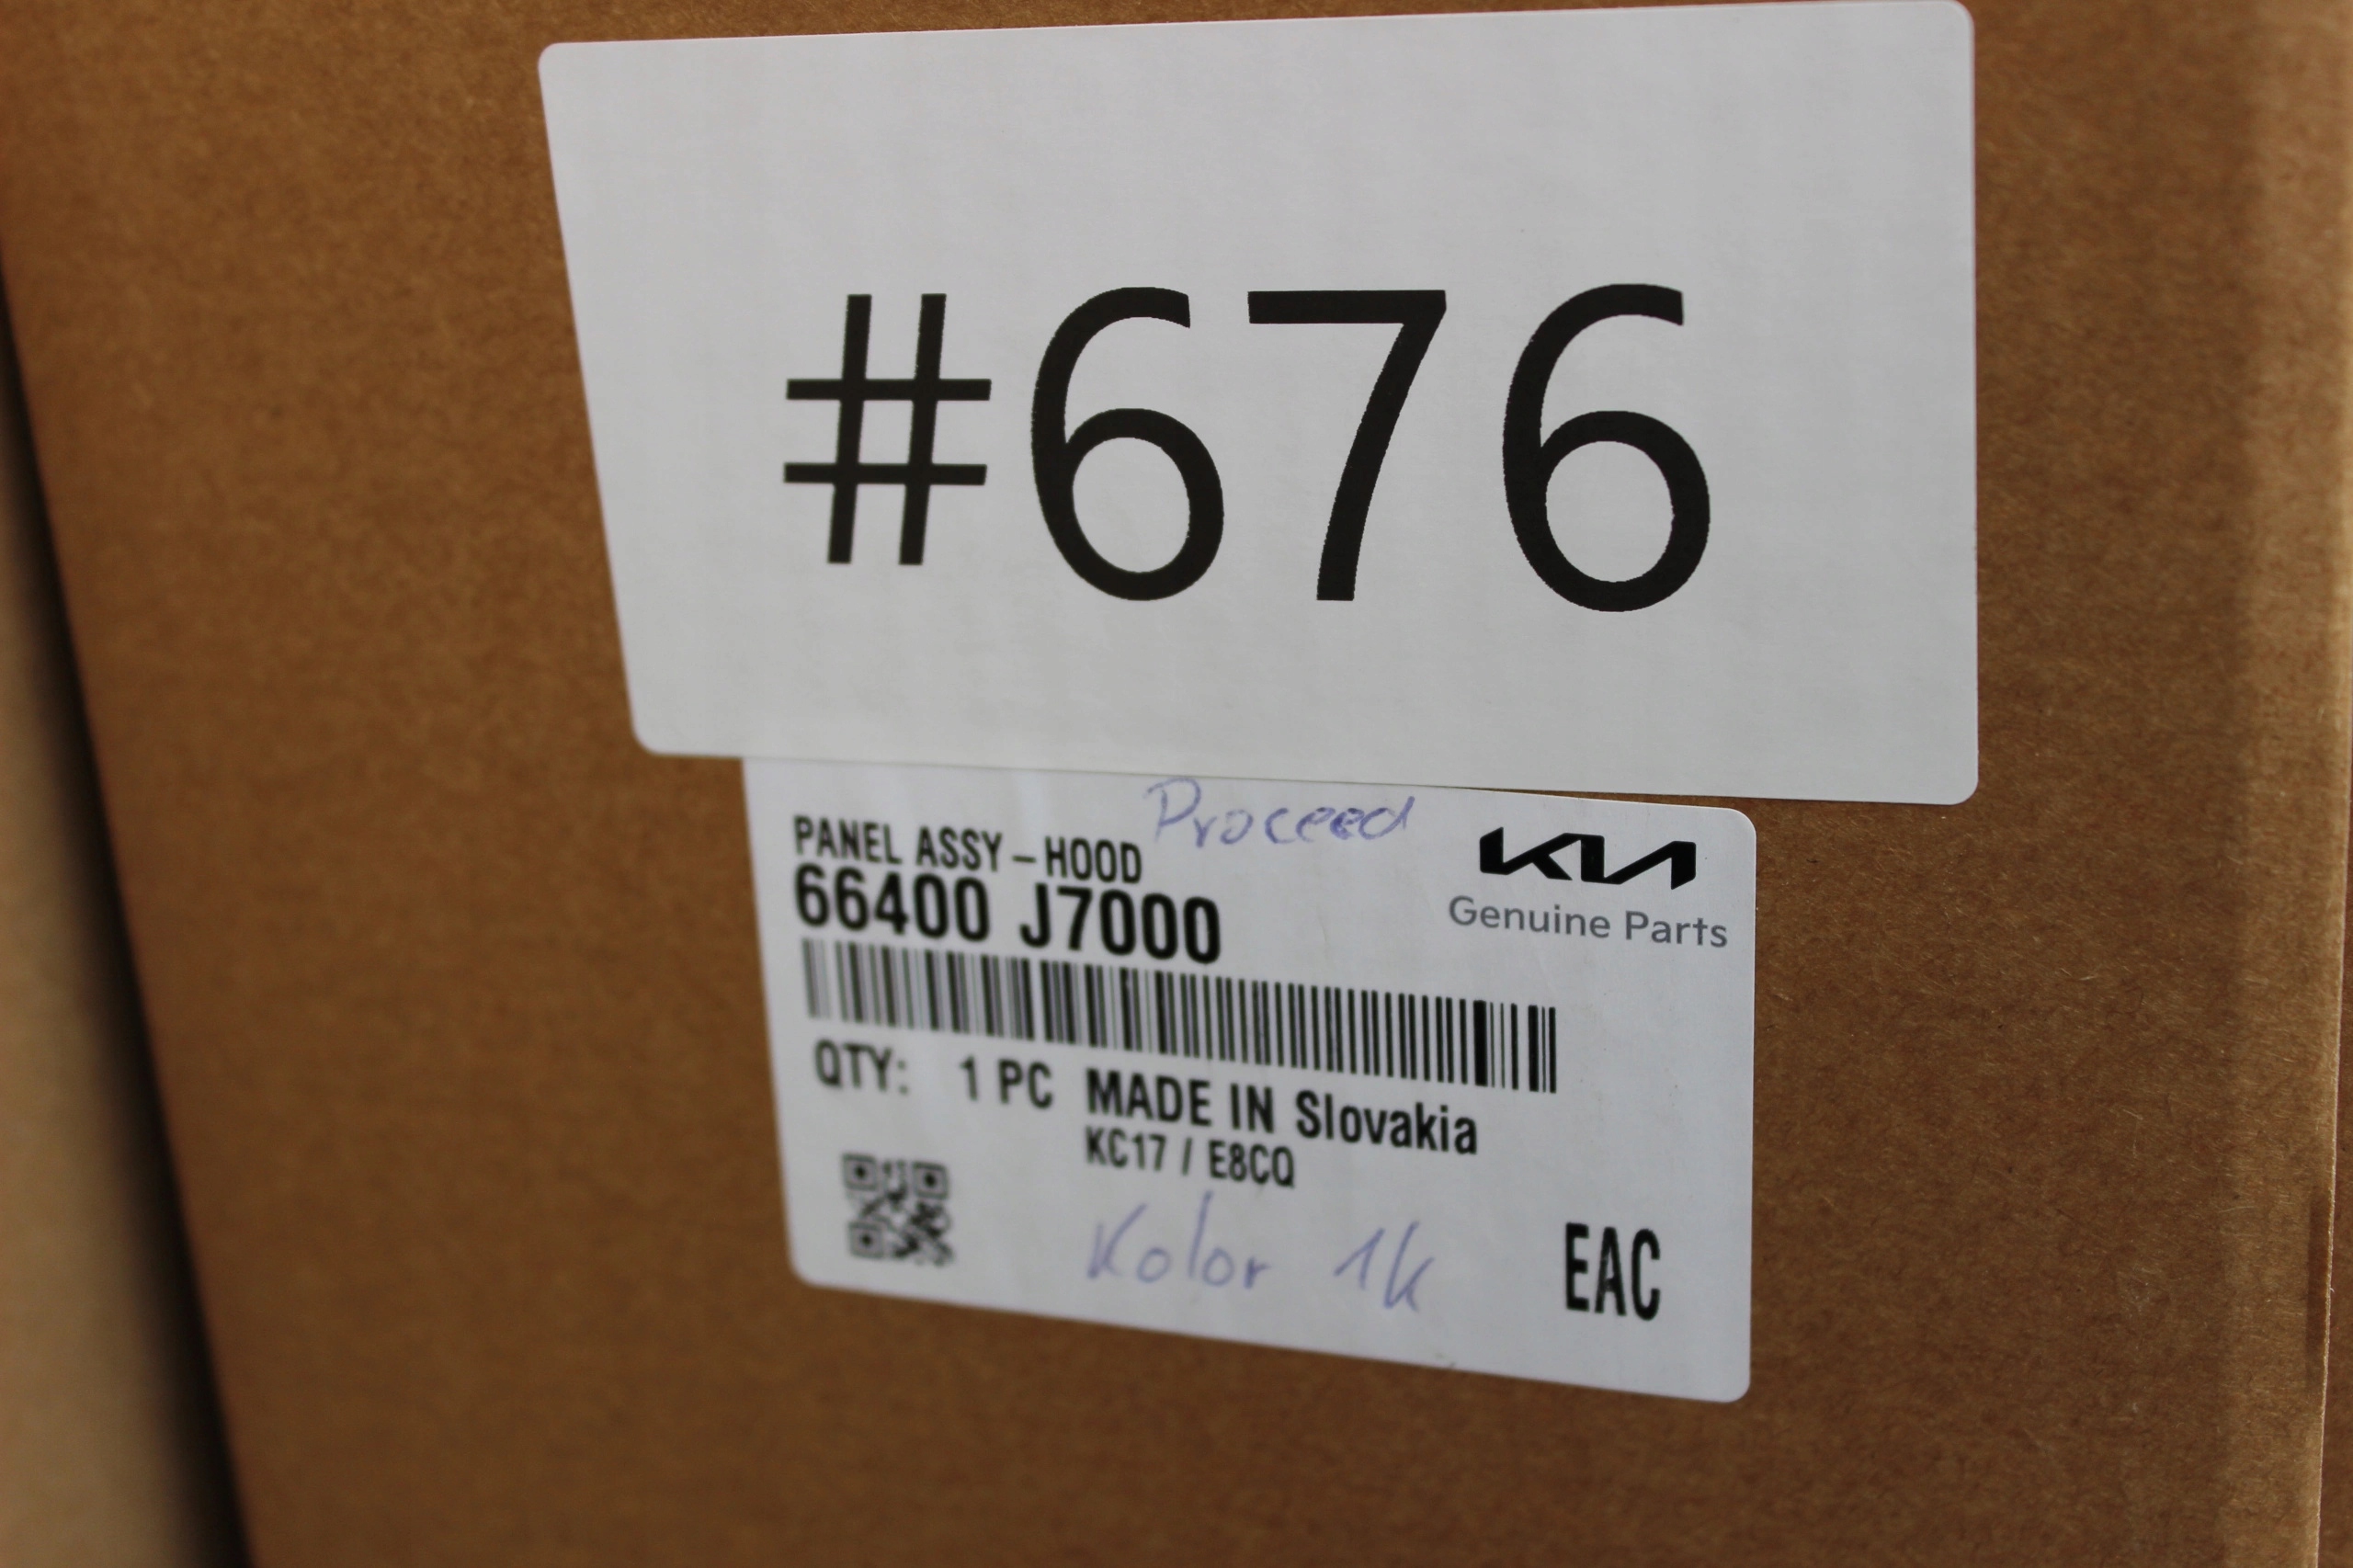 #676
Proceed
PANEL ASSY-HOOD
66400 J7000
KIA
Genuine Parts
QTY: 1 PC MADE IN Slovakia
KC17 / E8CQ
Kolor 1k
EAC